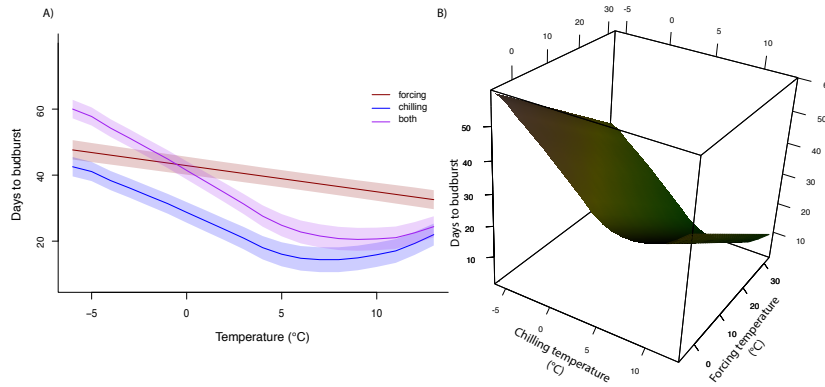 A)
Days to budburst
60
40
20
−5
0
5
10
Temperature (°C)
forcing
chilling
both
B)
0
10
20
30
-5
0
5
10
50
40
30
20
10
Days to budburst
-5
0
5
10
Chilling temperature
(°C)
0
10
20
30
Forcing temperature
(°C)
50
40
30
20
10